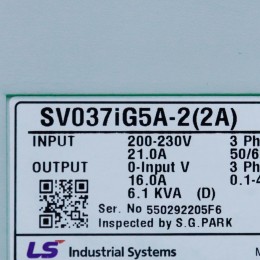 SV037iG5A-2(2A)
INPUT 200-230V 3 Ph
21.0A 50/6
OUTPUT 0-Input V 3 Ph
16.0A 0.1-4
6.1 KVA (D)
Ser. No 550292205F6
Inspected by S.G.PARK
LS Industrial Systems